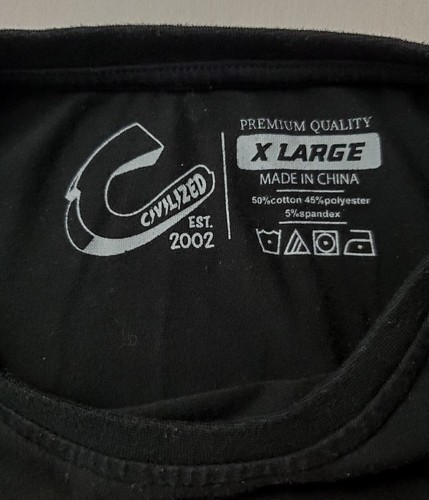 CIVILIZED
EST.
2002
PREMIUM QUALITY
X LARGE
MADE IN CHINA
50%cotton 45%polyester
5%spandex